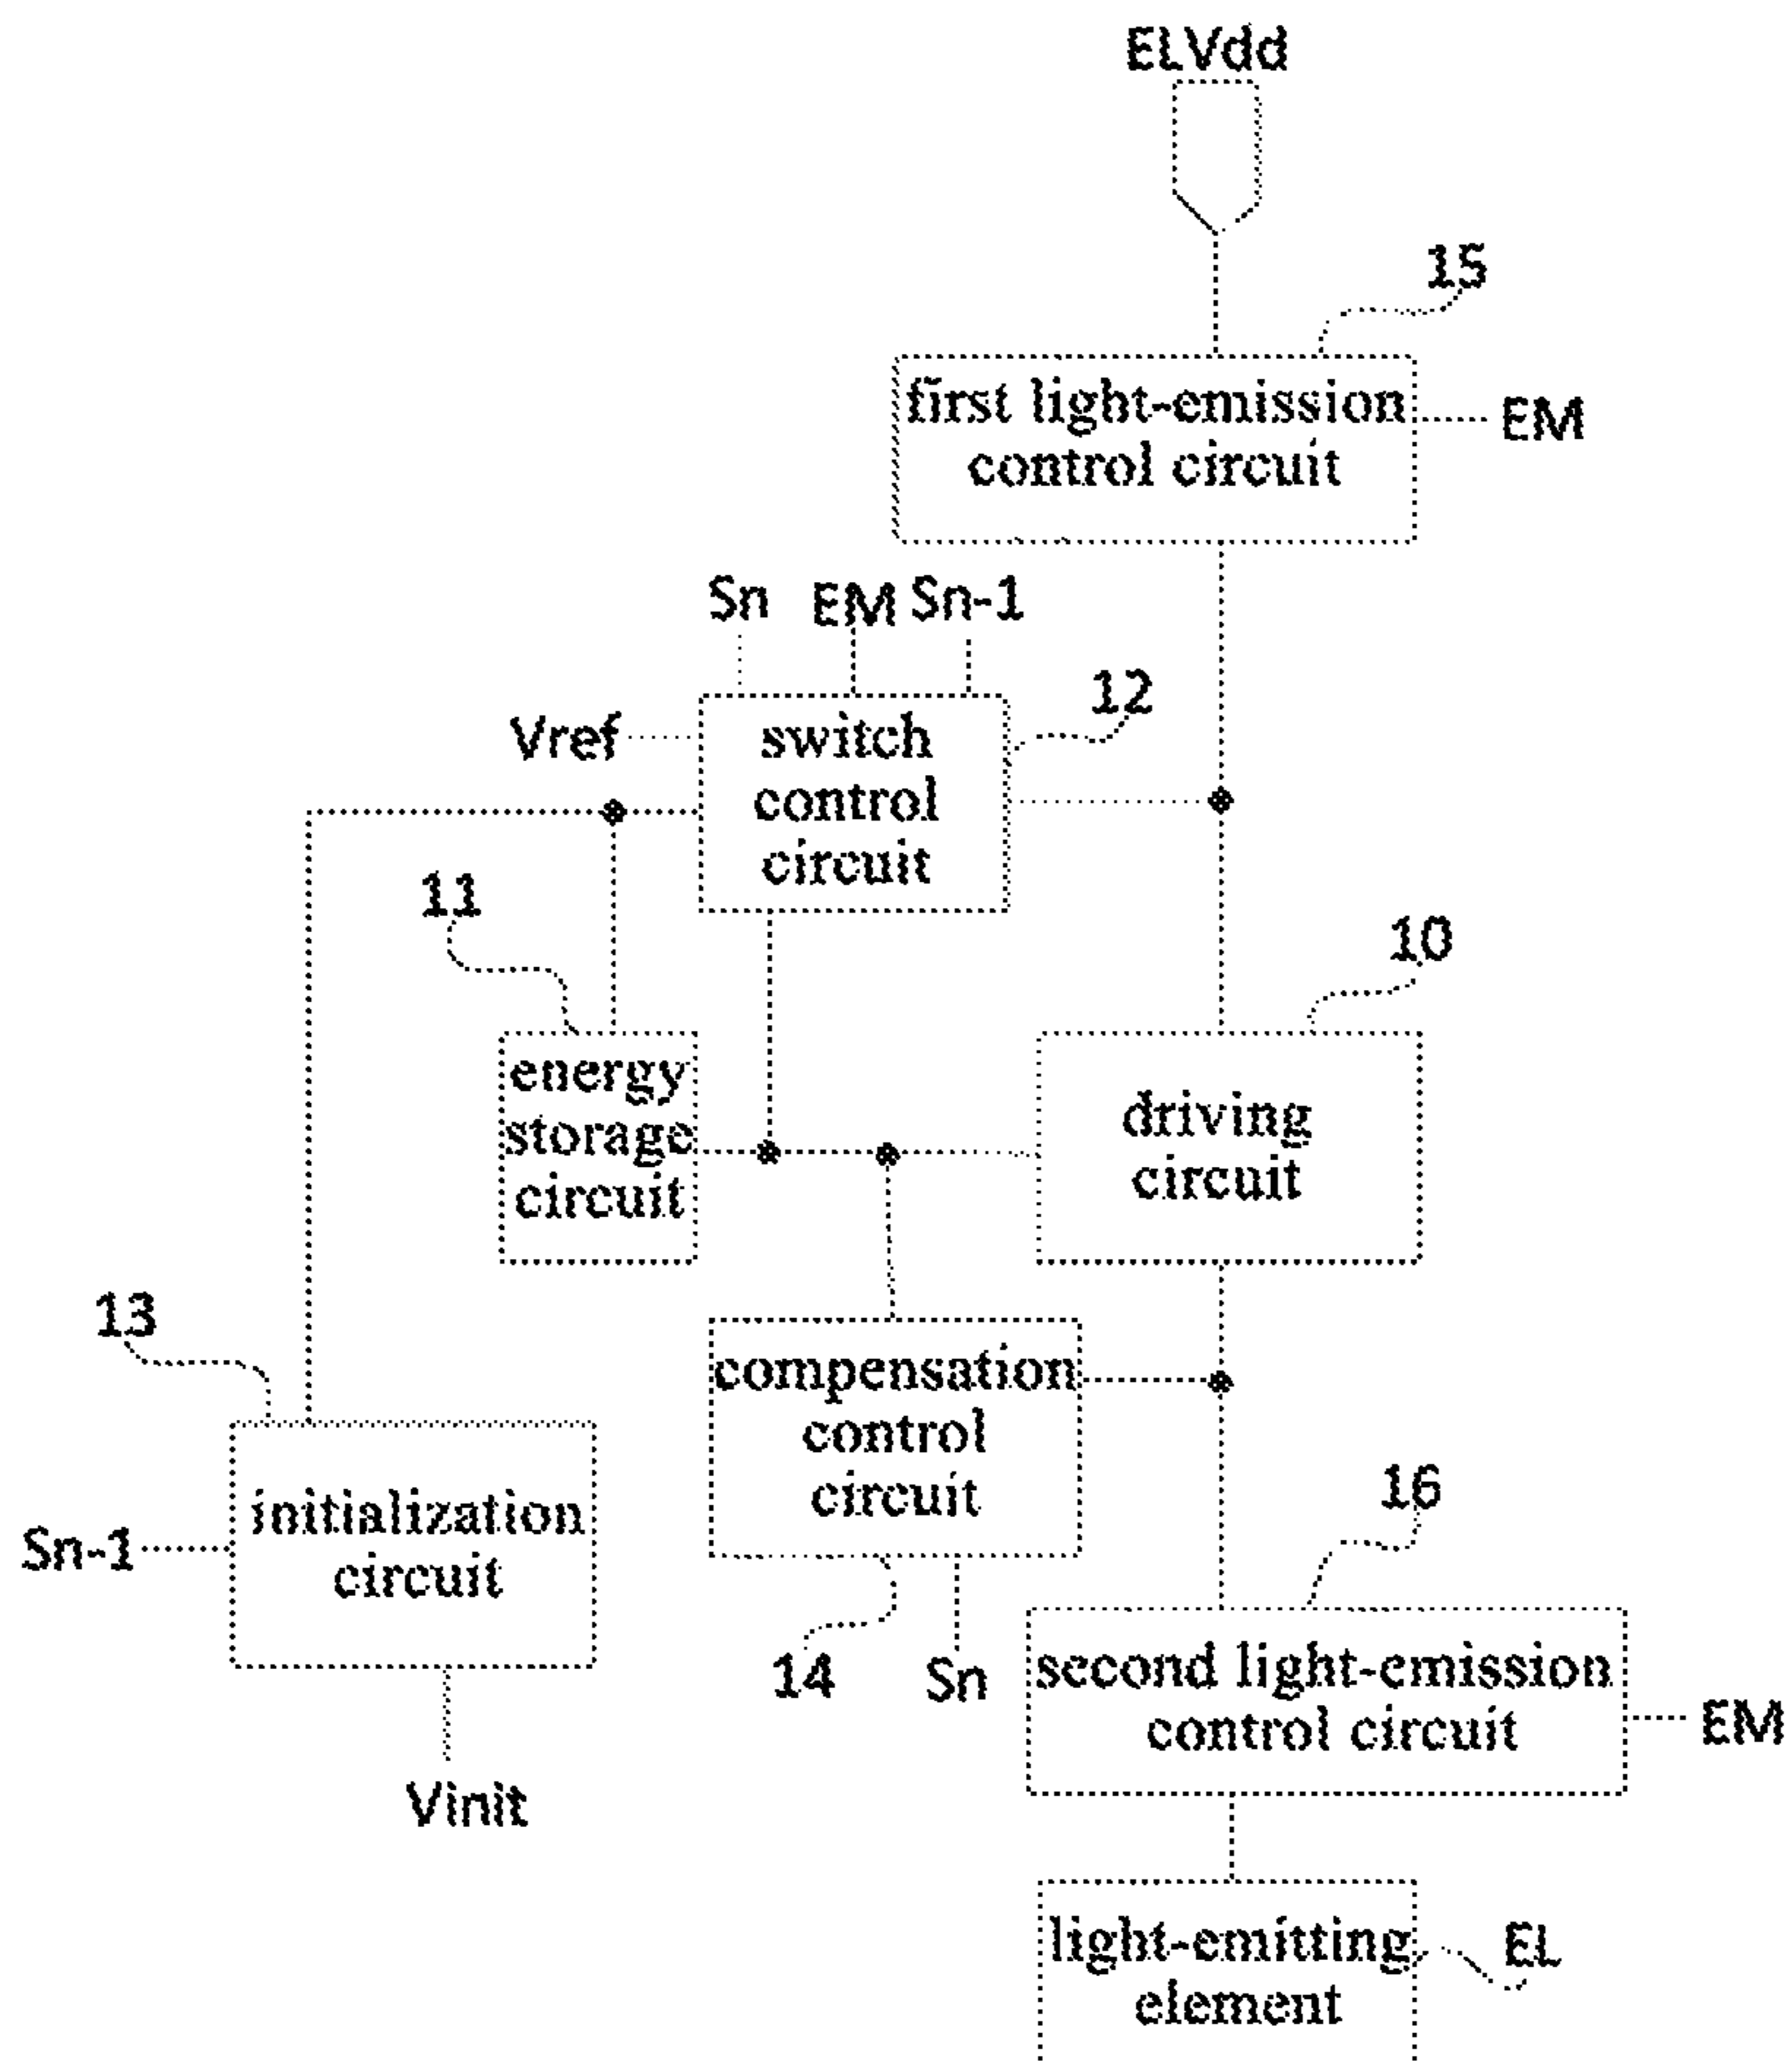 ELVdd
15
first light-emission
control circuit
EM
Sn
EM
Sn-1
12
Vref
switch
control
circuit
11
10
energy
storage
circuit
driving
circuit
13
compensation
control
circuit
initialization
circuit
Sn-1
16
14
Sn
second light-emission
control circuit
EM
Vinit
light-emitting
element
EL